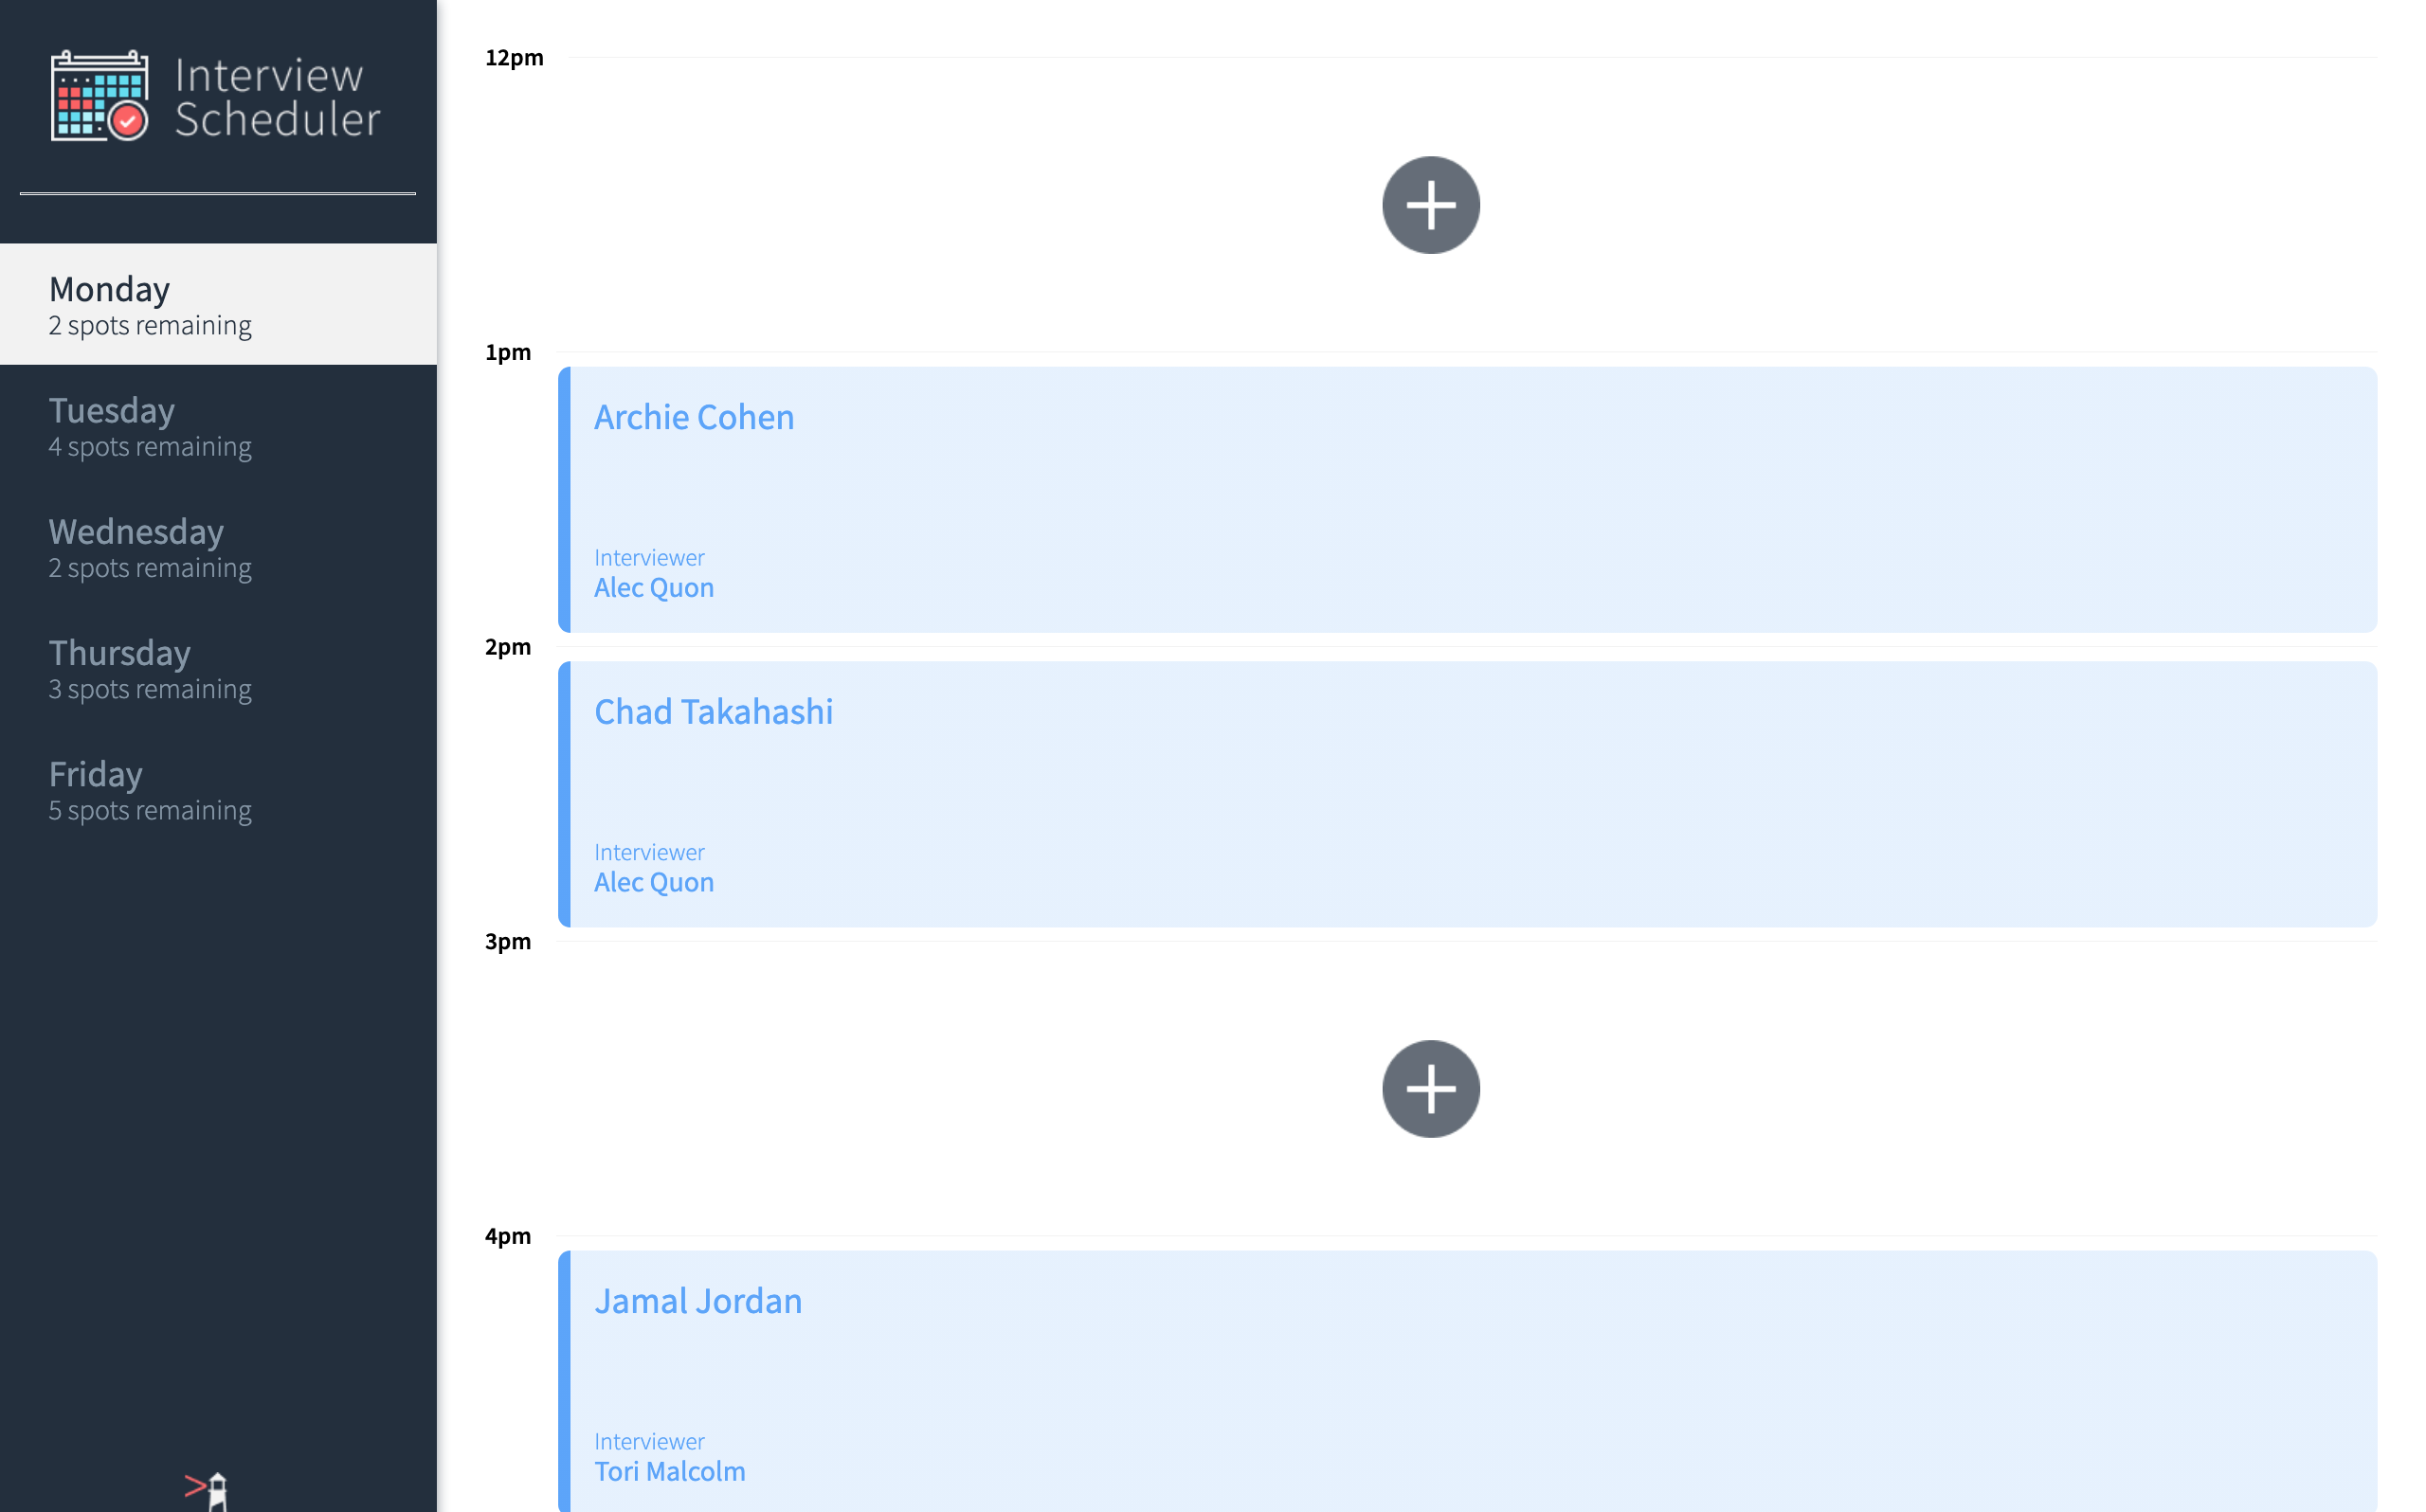 Interview
Scheduler
Monday
2 spots remaining
Tuesday
4 spots remaining
Wednesday
2 spots remaining
Thursday
3 spots remaining
Friday
5 spots remaining
12pm
1pm
Archie Cohen
Interviewer
Alec Quon
2pm
Chad Takahashi
Interviewer
Alec Quon
3pm
4pm
Jamal Jordan
Interviewer
Tori Malcolm